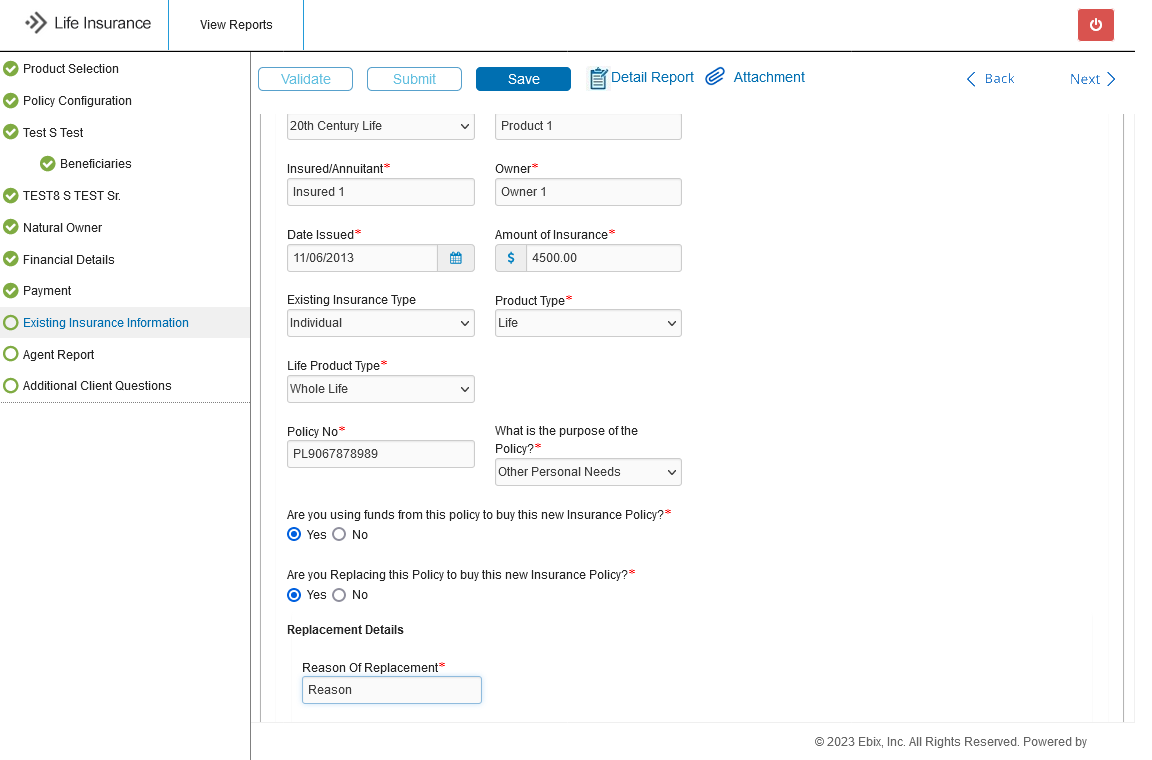 Life Insurance
View Reports
Product Selection
Policy Configuration
Test S Test
Beneficiaries
TEST8 S TEST Sr.
Natural Owner
Financial Details
Payment
Existing Insurance Information
Agent Report
Additional Client Questions
Validate Submit Save Detail Report Attachment Back Next
20th Century Life Product 1
Insured/Annuitant* Owner*
Insured 1 Owner 1
Date Issued* Amount of Insurance*
11/06/2013 $ 4500.00
Existing Insurance Type Product Type*
Individual Life
Life Product Type*
Whole Life
Policy No* What is the purpose of the
Policy?*
PL9067878989
Other Personal Needs
Are you using funds from this policy to buy this new Insurance Policy?*
Yes No
Are you Replacing this Policy to buy this new Insurance Policy?*
Yes No
Replacement Details
Reason Of Replacement*
Reason
© 2023 Ebix, Inc. All Rights Reserved. Powered by